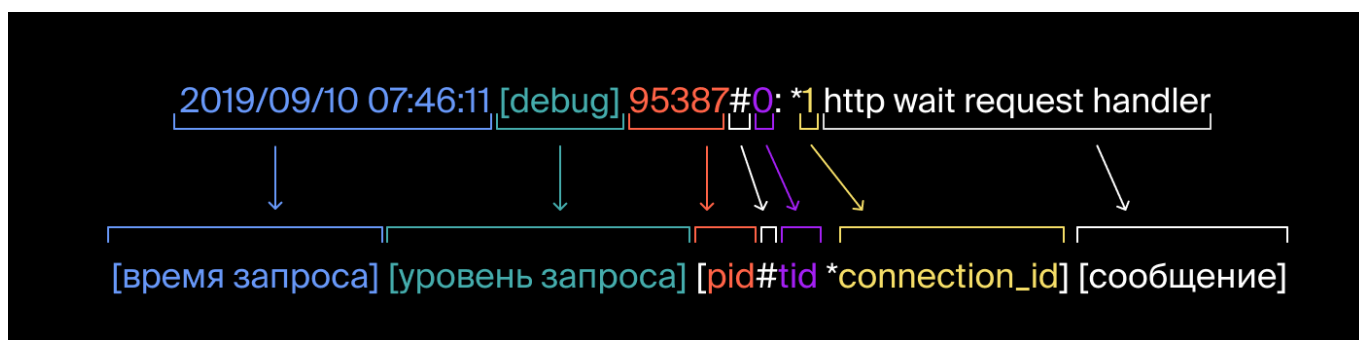 2019/09/10 07:46:11 [debug] 95387#0: *1 http wait request handler
[время запроса] [уровень запроса] [pid#tid *connection_id] [сообщение]